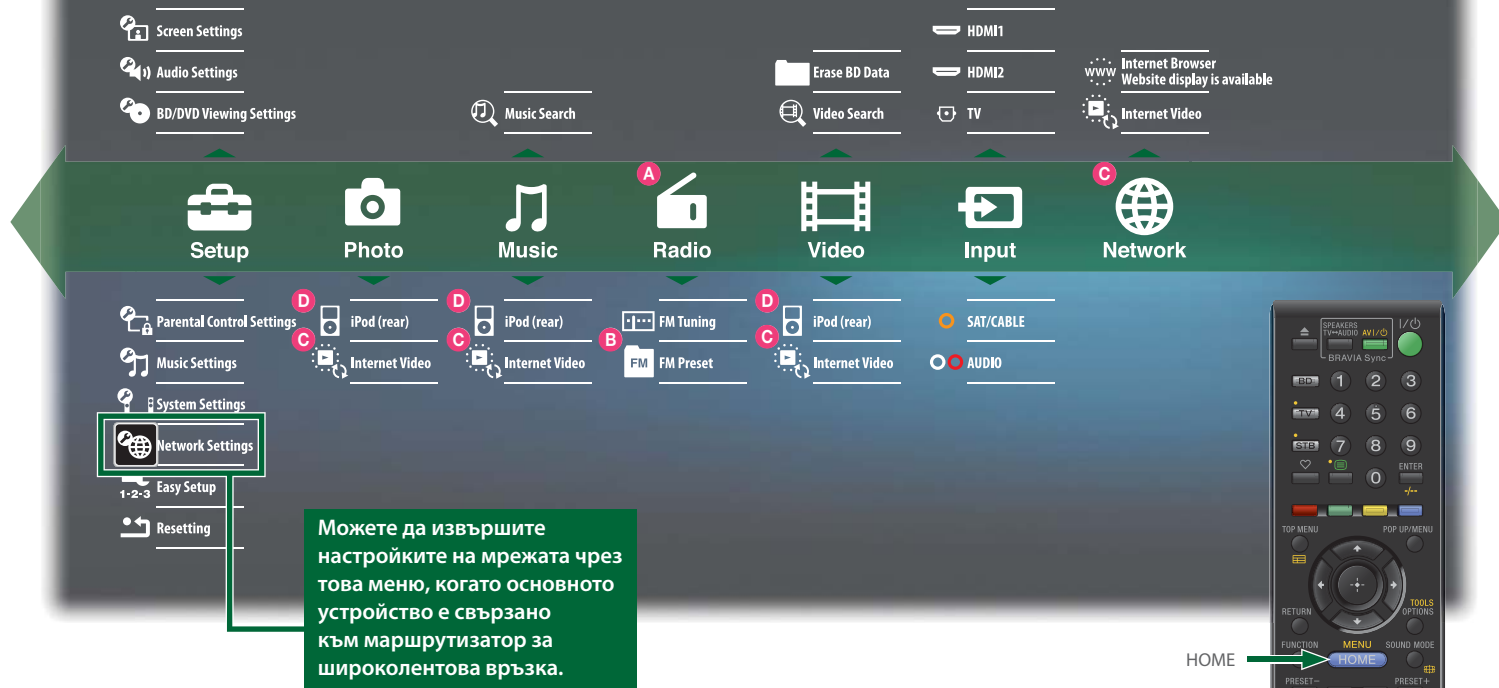 Screen Settings
HDMI1
Audio Settings
Erase BD Data
HDMI2
www
Internet Browser
Website display is available
BD/DVD Viewing Settings
Music Search
Video Search
TV
Internet Video
A
C
Setup
Photo
Music
Radio
Video
Input
Network
D
D
D
Parental Control Settings
iPod (rear)
iPod (rear)
FM Tuning
iPod (rear)
SAT/CABLE
C
C
B
C
Music Settings
Internet Video
Internet Video
FM
FM Preset
Internet Video
AUDIO
System Settings
Network Settings
1-2-3
Easy Setup
Resetting
Можете да извършите
настройките на мрежата чрез
това меню, когато основното
устройство е свързано
към маршрутизатор за
широколентова връзка.
SPEAKERS
TV↔AUDIO
AV I/⏻
I/⏻
BRAVIA Sync
BD
1
2
3
TV
4
5
6
STB
7
8
9
0
ENTER
-/--
TOP MENU
POP UP/MENU
RETURN
TOOLS
OPTIONS
FUNCTION
MENU
SOUND MODE
HOME
HOME
PRESET–
PRESET+